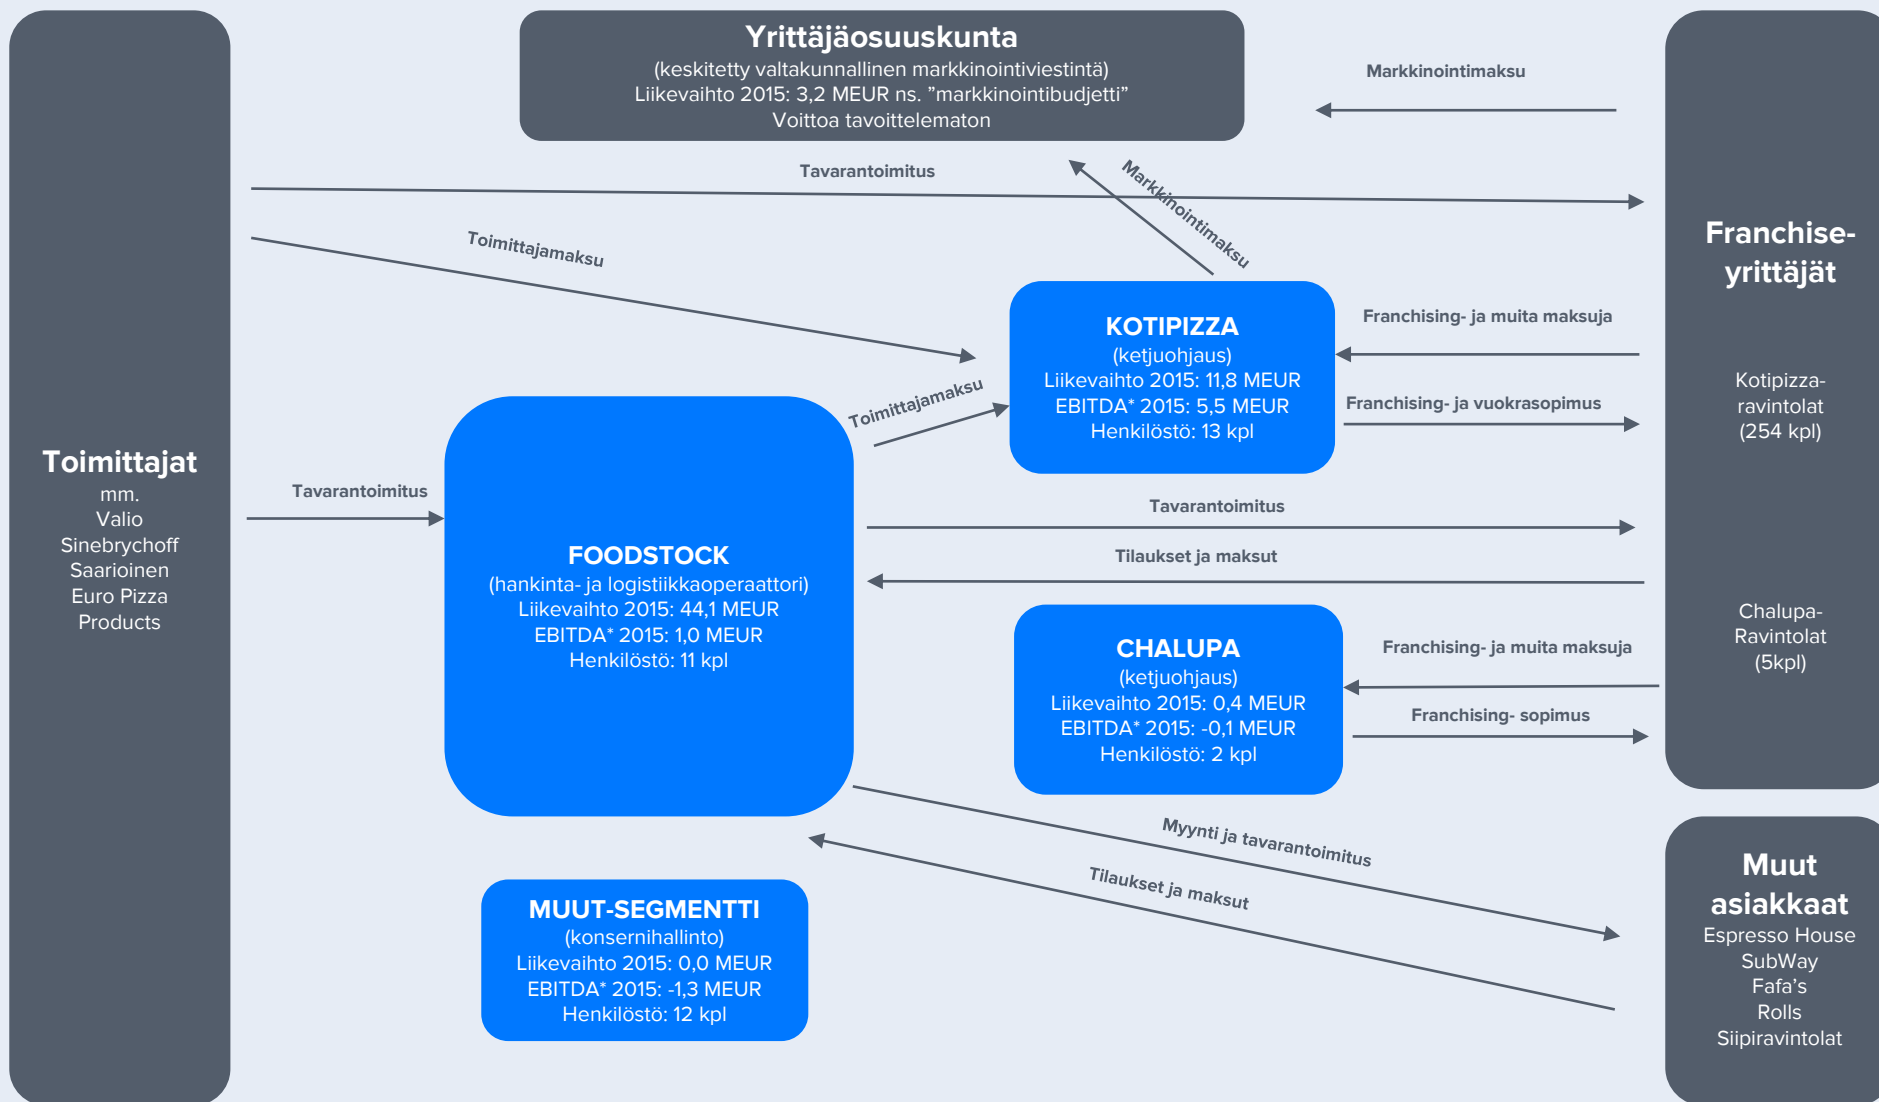 Yrittäjäosuuskunta
(keskitetty valtakunnallinen markkinointiviestintä)
Liikevaihto 2015: 3,2 MEUR ns. ”markkinointibudjetti”
Voittoa tavoittelematon
Markkinointimaksu
Tavarantoimitus
Markkinointimaksu
Toimittajamaksu
Franchise-
yrittäjät
Kotipizza-
ravintolat
(254 kpl)
Chalupa-
Ravintolat
(5kpl)
KOTIPIZZA
(ketjuohjaus)
Liikevaihto 2015: 11,8 MEUR
EBITDA* 2015: 5,5 MEUR
Henkilöstö: 13 kpl
Franchising- ja muita maksuja
Franchising- ja vuokrasopimus
Toimittajamaksu
Toimittajat
mm.
Valio
Sinebrychoff
Saarioinen
Euro Pizza
Products
Tavarantoimitus
FOODSTOCK
(hankinta- ja logistiikkaoperaattori)
Liikevaihto 2015: 44,1 MEUR
EBITDA* 2015: 1,0 MEUR
Henkilöstö: 11 kpl
Tavarantoimitus
Tilaukset ja maksut
CHALUPA
(ketjuohjaus)
Liikevaihto 2015: 0,4 MEUR
EBITDA* 2015: -0,1 MEUR
Henkilöstö: 2 kpl
Franchising- ja muita maksuja
Franchising- sopimus
Myynti ja tavarantoimitus
Tilaukset ja maksut
MUUT-SEGMENTTI
(konsernihallinto)
Liikevaihto 2015: 0,0 MEUR
EBITDA* 2015: -1,3 MEUR
Henkilöstö: 12 kpl
Muut
asiakkaat
Espresso House
SubWay
Fafa’s
Rolls
Siipiravintolat